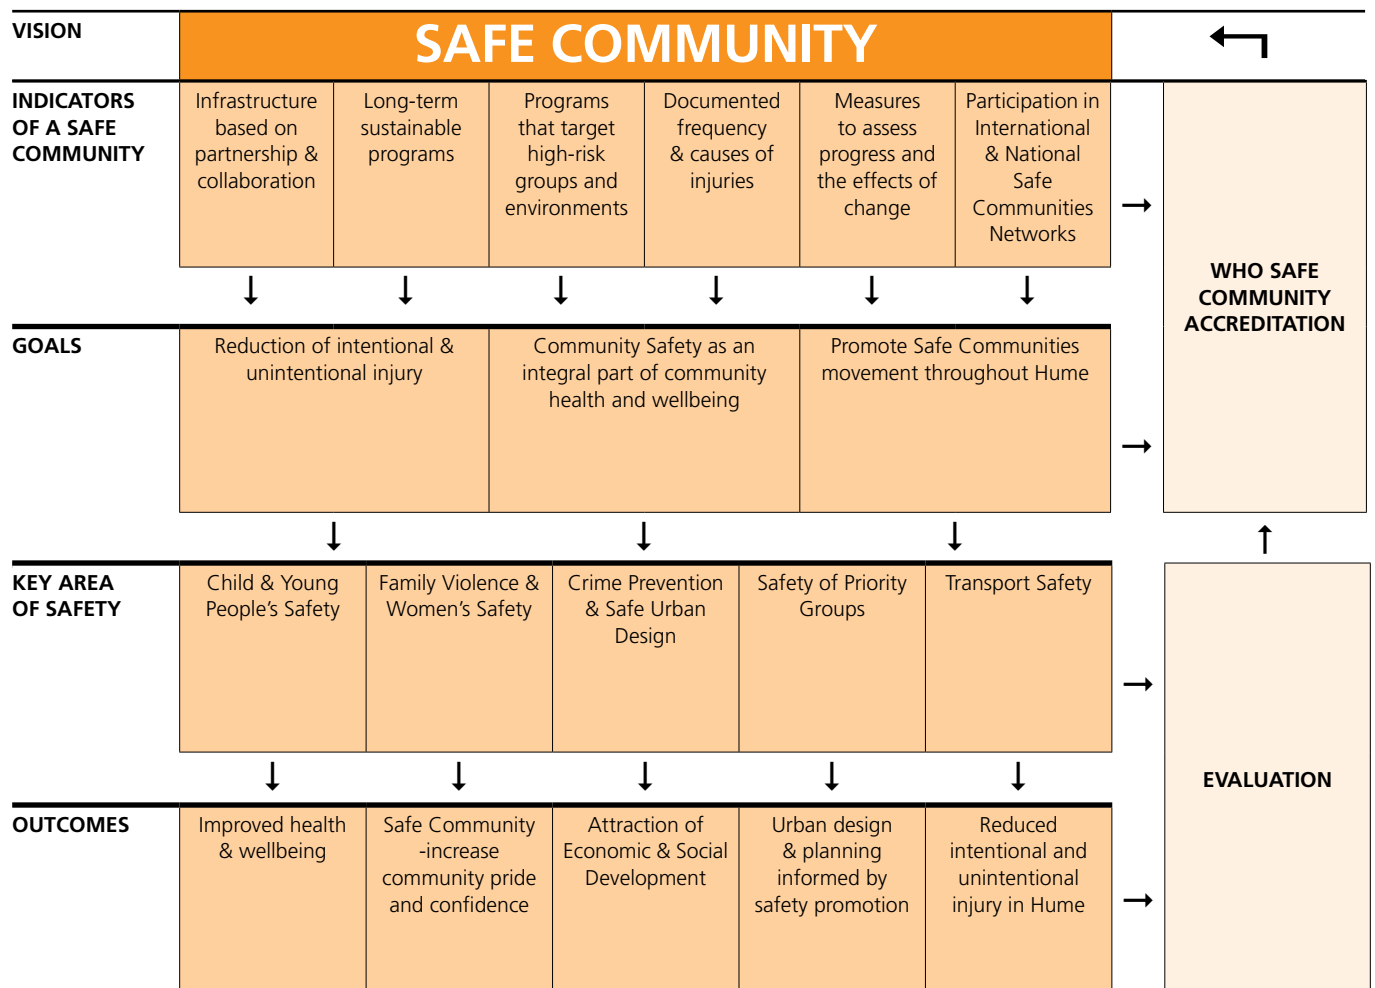 VISION
SAFE COMMUNITY
INDICATORS
OF A SAFE
COMMUNITY
Infrastructure
based on
partnership &
collaboration
Long-term
sustainable
programs
Programs
that target
high-risk
groups and
environments
Documented
frequency
& causes of
injuries
Measures
to assess
progress and
the effects of
change
Participation in
International
& National
Safe
Communities
Networks
WHO SAFE
COMMUNITY
ACCREDITATION
GOALS
Reduction of intentional &
unintentional injury
Community Safety as an
integral part of community
health and wellbeing
Promote Safe Communities
movement throughout Hume
KEY AREA
OF SAFETY
Child & Young
People’s Safety
Family Violence &
Women’s Safety
Crime Prevention
& Safe Urban
Design
Safety of Priority
Groups
Transport Safety
EVALUATION
OUTCOMES
Improved health
& wellbeing
Safe Community
-increase
community pride
and confidence
Attraction of
Economic & Social
Development
Urban design
& planning
informed by
safety promotion
Reduced
intentional and
unintentional
injury in Hume